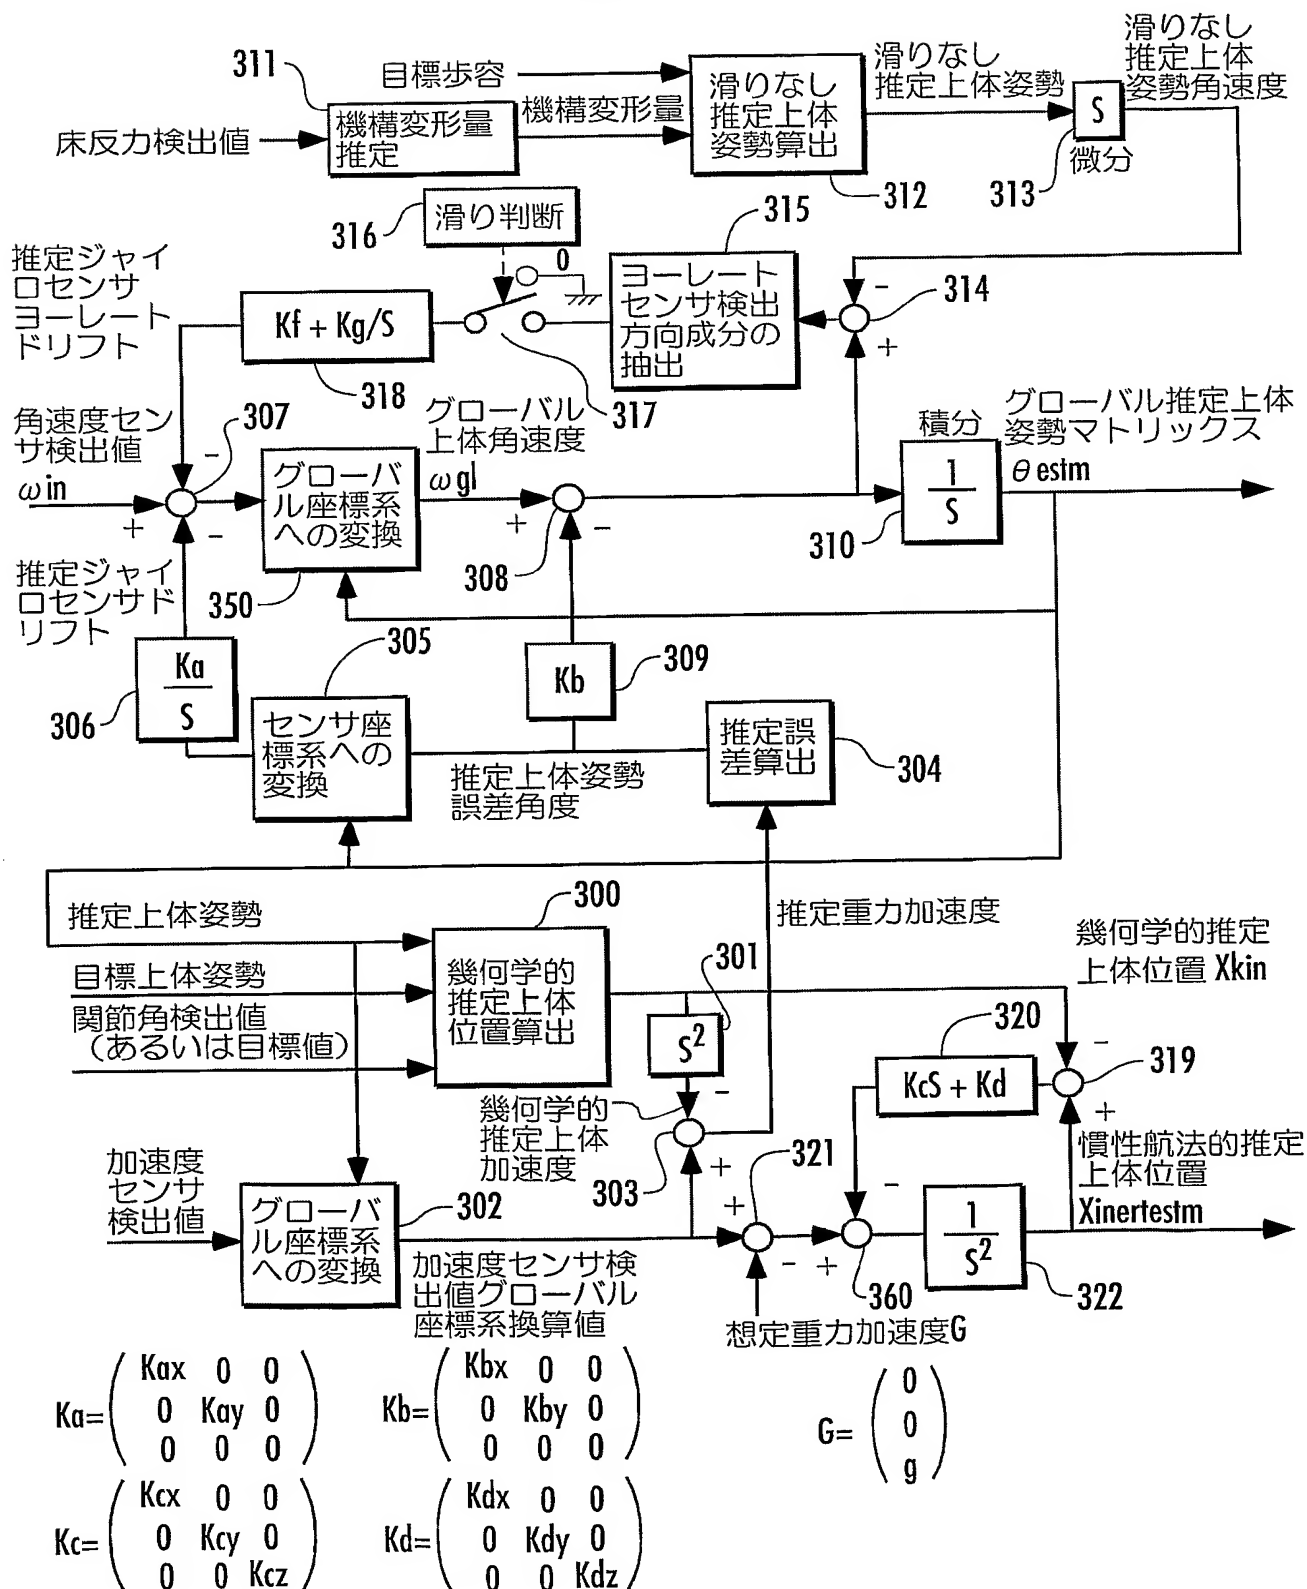 311
目標歩容
床反力検出値
機構変形量
推定
機構変形量
滑りなし
推定上体
姿勢算出
312
滑りなし
推定上体姿勢
S
微分
313
滑りなし
推定上体
姿勢角速度
316
滑り判断
0
317
315
ヨーレート
センサ検出
方向成分の
抽出
−
314
+
推定ジャイ
ロセンサ
ヨーレート
ドリフト
Kf + Kg/S
318
角速度セン
サ検出値
ωin
307
−
+
−
グローバ
ル座標系
への変換
350
グローバル
上体角速度
ωgl
+
−
308
積分
1
S
310
グローバル推定上体
姿勢マトリックス
θestm
推定ジャイ
ロセンサド
リフト
Ka
S
306
305
センサ座
標系への
変換
Kb
309
推定上体姿勢
誤差角度
推定誤
差算出
304
推定上体姿勢
目標上体姿勢
関節角検出値
(あるいは目標値)
300
幾何学的
推定上体
位置算出
推定重力加速度
301
S²
−
幾何学的
推定上体
加速度
303
+
幾何学的推定
上体位置 Xkin
320
KcS + Kd
−
319
+
慣性航法的推定
上体位置
Xinertestm
加速度
センサ
検出値
グローバ
ル座標系
への変換
302
加速度センサ検
出値グローバル
座標系換算値
321
+
−
+
−
360
1
S²
322
想定重力加速度G
Ka=
Kax 0 0
0 Kay 0
0 0 0
Kb=
Kbx 0 0
0 Kby 0
0 0 0
G=
0
0
g
Kc=
Kcx 0 0
0 Kcy 0
0 0 Kcz
Kd=
Kdx 0 0
0 Kdy 0
0 0 Kdz